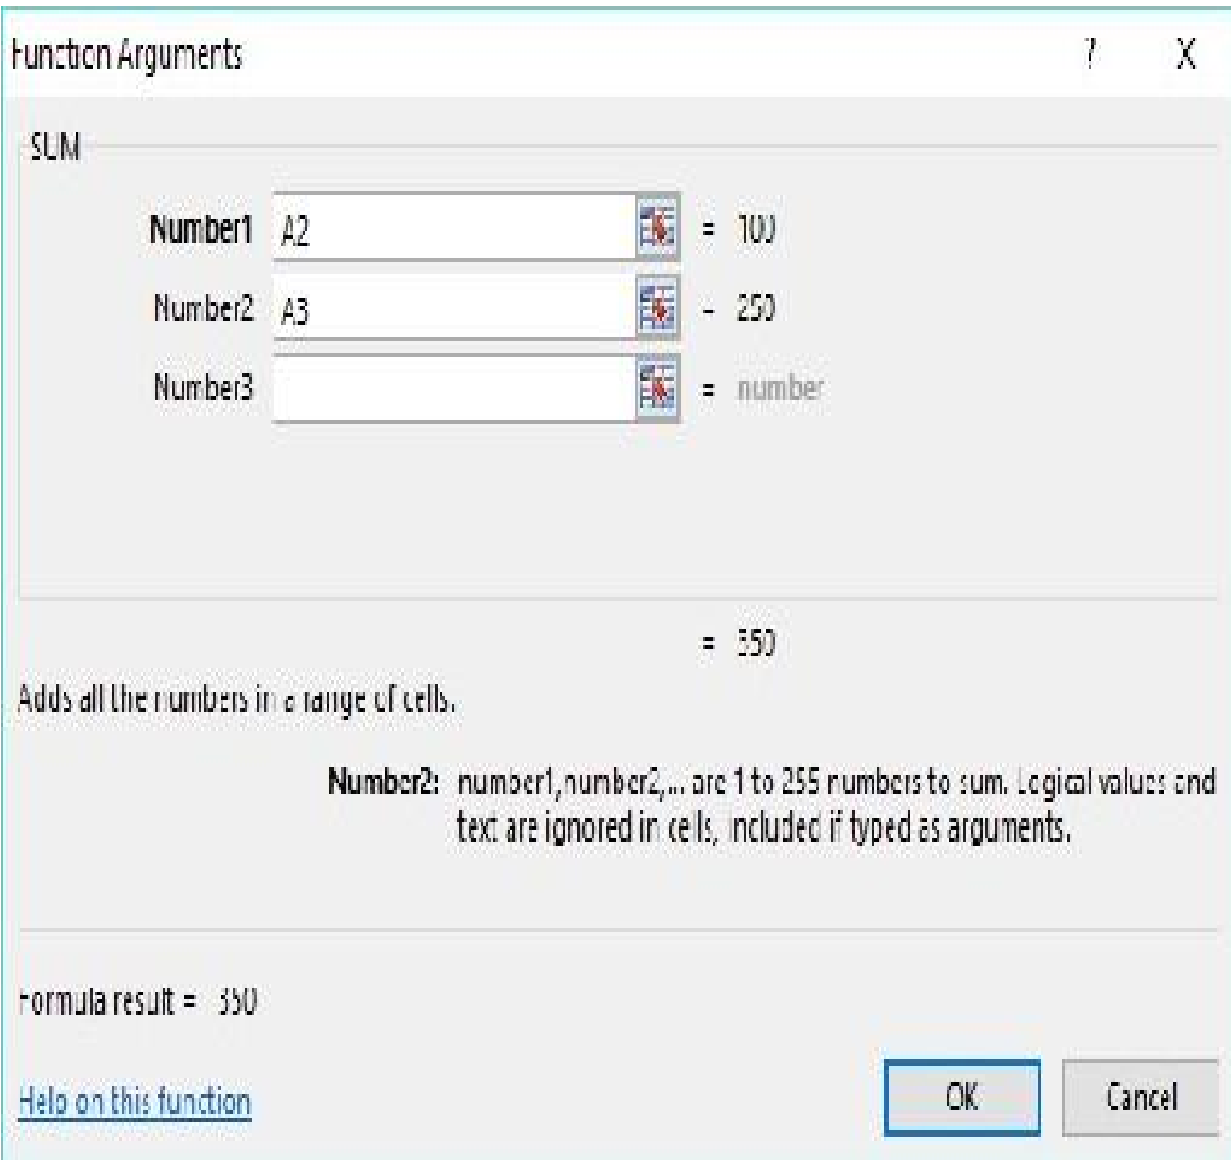 Function Arguments ? X
SUM
Number1 A2 = 100
Number2 A3 = 250
Number3 = number
= 350
Adds all the numbers in a range of cells.
Number2: number1,number2,... are 1 to 255 numbers to sum. Logical values and
text are ignored in cells, included if typed as arguments.
Formula result = 350
Help on this function
OK Cancel